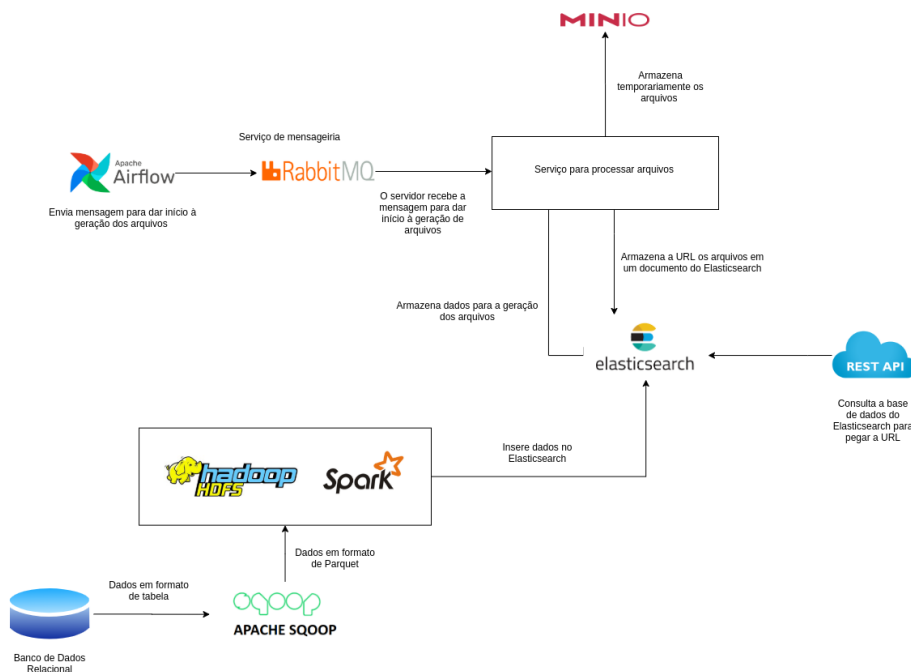 MINIO
Armazena
temporariamente os
arquivos
Serviço de mensageiria
Apache
Airflow
RabbitMQ
Serviço para processar arquivos
Envia mensagem para dar início à
geração dos arquivos
O servidor recebe a
mensagem para dar
início à geração de
arquivos
Armazena a URL os arquivos em
um documento do Elasticsearch
Armazena dados para a geração
dos arquivos
elasticsearch
REST API
Consulta a base
de dados do
Elasticsearch para
pegar a URL
Insere dados no
Elasticsearch
hadoop
HDFS
Spark
Dados em formato
de Parquet
Dados em formato
de tabela
sqoop
APACHE SQOOP
Banco de Dados
Relacional